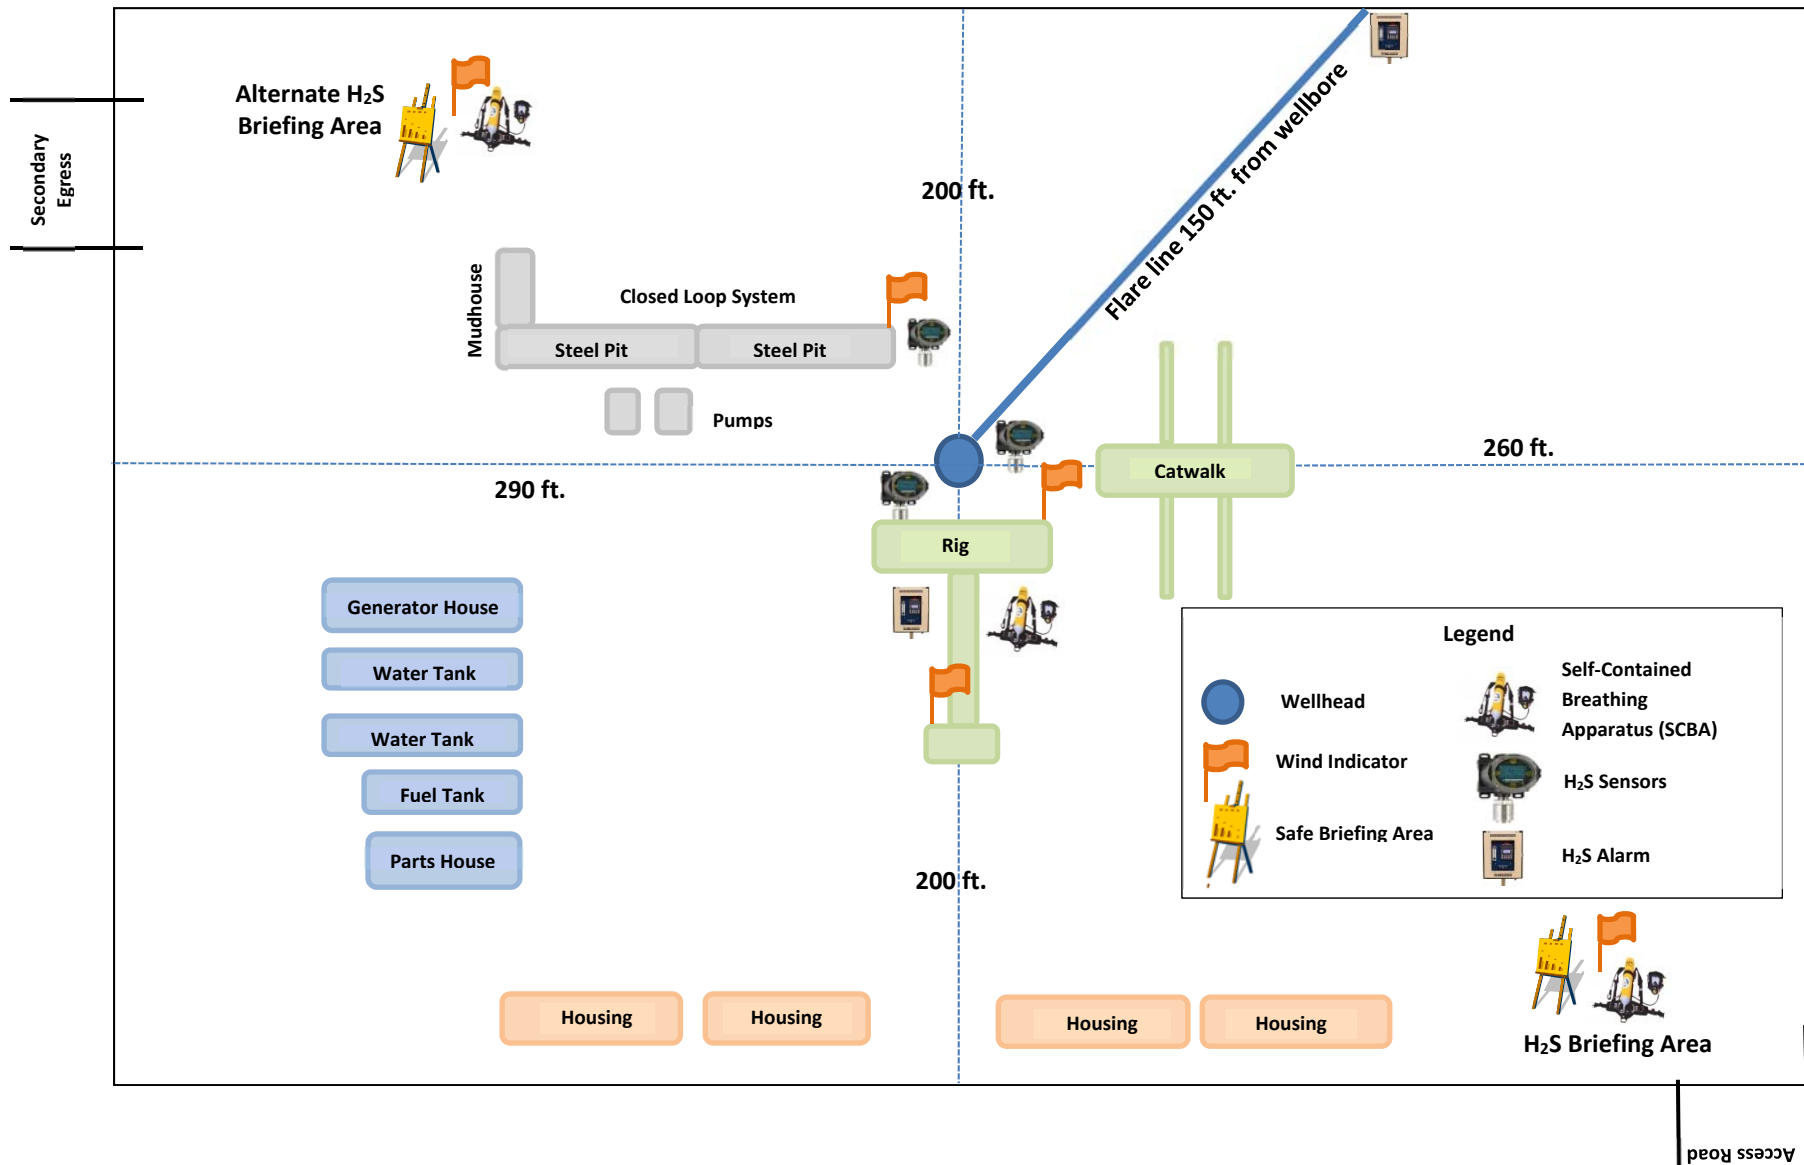 Alternate H₂S
Briefing Area
Secondary
Egress
200 ft.
Flare line 150 ft. from wellbore
Mudhouse
Closed Loop System
Steel Pit
Steel Pit
Pumps
290 ft.
260 ft.
Catwalk
Rig
Generator House
Water Tank
Water Tank
Fuel Tank
Parts House
200 ft.
Legend
Wellhead
Wind Indicator
Safe Briefing Area
Self-Contained
Breathing
Apparatus (SCBA)
H₂S Sensors
H₂S Alarm
Housing
Housing
Housing
Housing
H₂S Briefing Area
Access Road